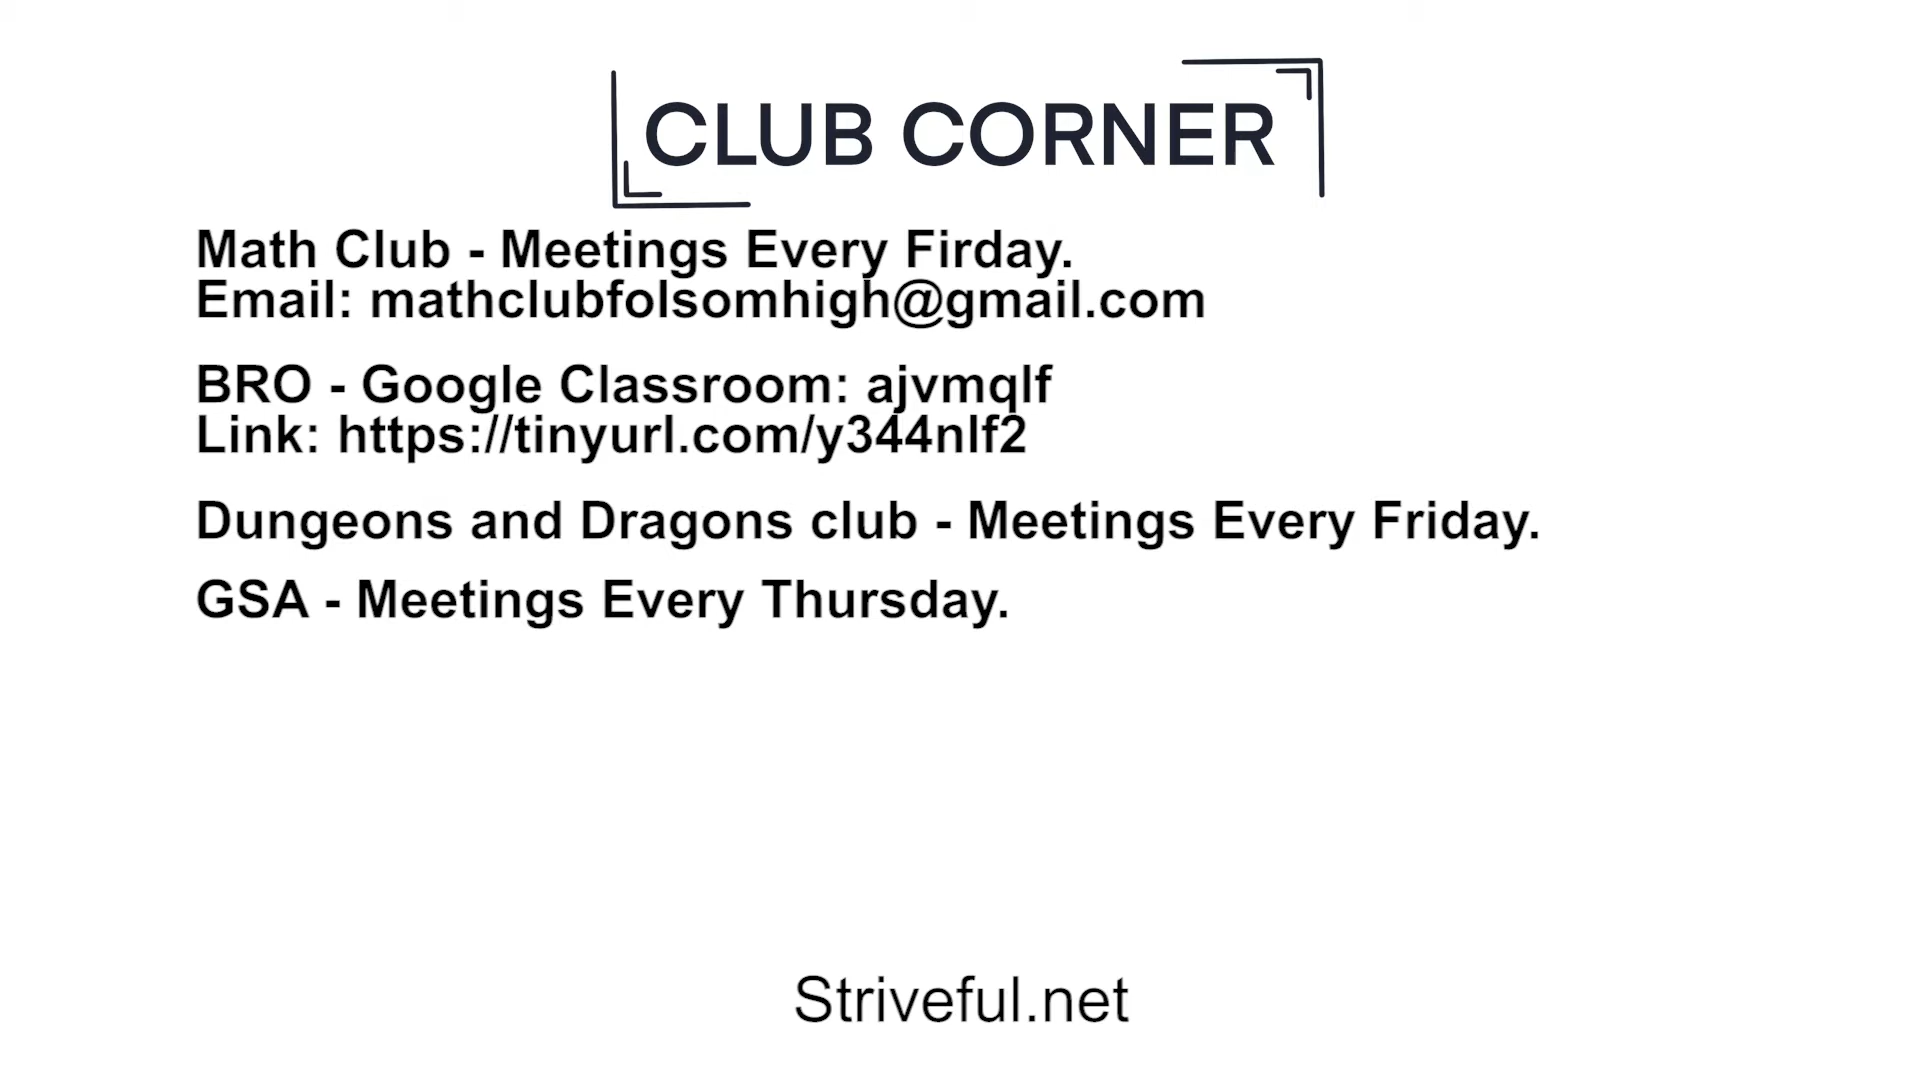 CLUB CORNER
Math Club - Meetings Every Firday.
Email: mathclubfolsomhigh@gmail.com
BRO - Google Classroom: ajvmqlf
Link: https://tinyurl.com/y344nlf2
Dungeons and Dragons club - Meetings Every Friday.
GSA - Meetings Every Thursday.
Striveful.net